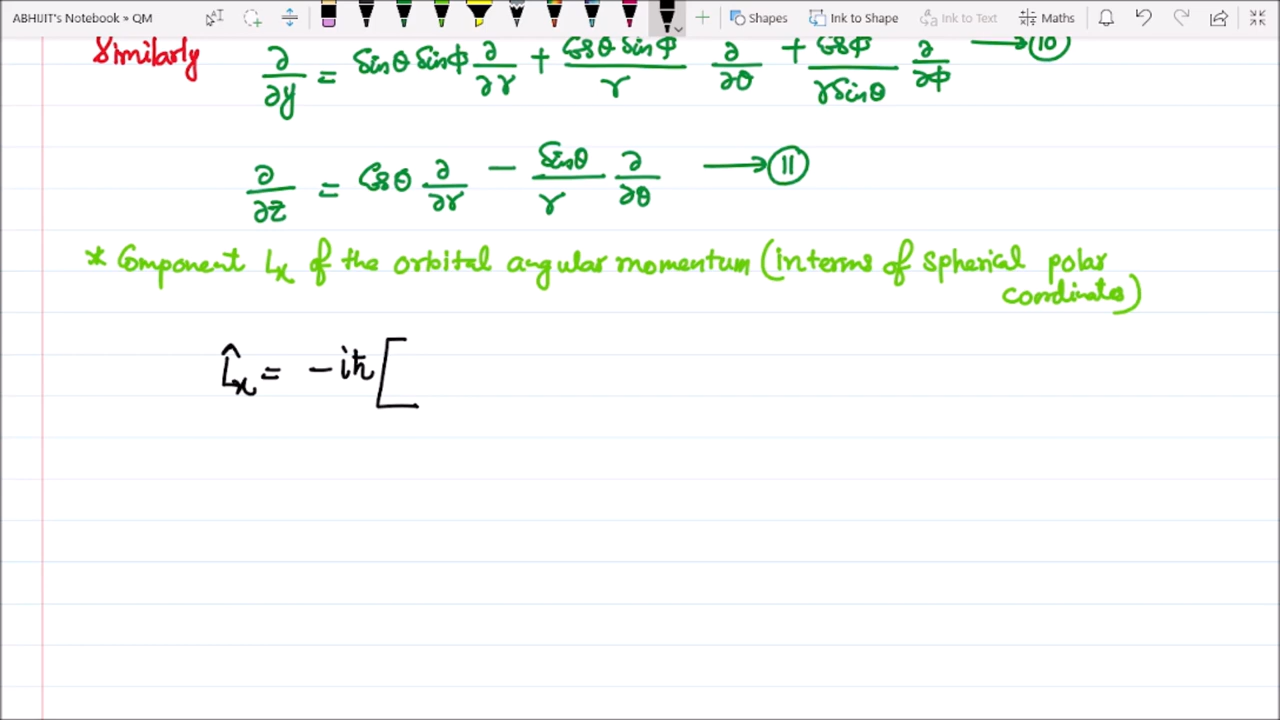 ABHIJIT's Notebook » QM
Shapes Ink to Shape Ink to Text Maths
Similarly ∂/∂y = Sinθ Sinφ ∂/∂r + Cosθ Sinφ/r ∂/∂θ + Cosφ/rSinθ ∂/∂φ → 10
∂/∂z = Cosθ ∂/∂r − Sinθ/r ∂/∂θ → 11
* Component Lx of the orbital angular momentum (interms of spherical polar
coordinates)
L̂x = −iħ [